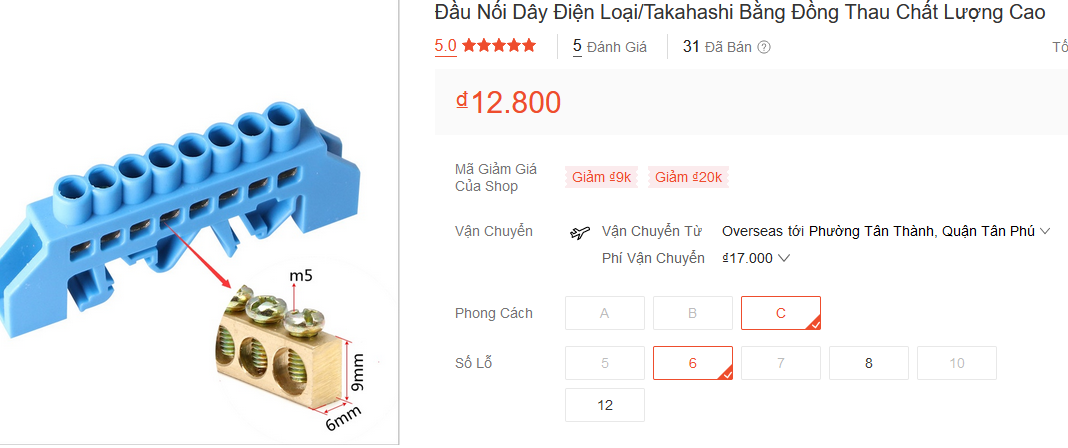 Đầu Nối Dây Điện Loại/Takahashi Bằng Đồng Thau Chất Lượng Cao
5.0 5 Đánh Giá 31 Đã Bán Tố
₫12.800
Mã Giảm Giá Của Shop
Giảm ₫9k Giảm ₫20k
Vận Chuyển Vận Chuyển Từ Overseas tới Phường Tân Thành, Quận Tân Phú
Phí Vận Chuyển ₫17.000
Phong Cách A B C
Số Lỗ 5 6 7 8 10
12
m5
9mm
6mm